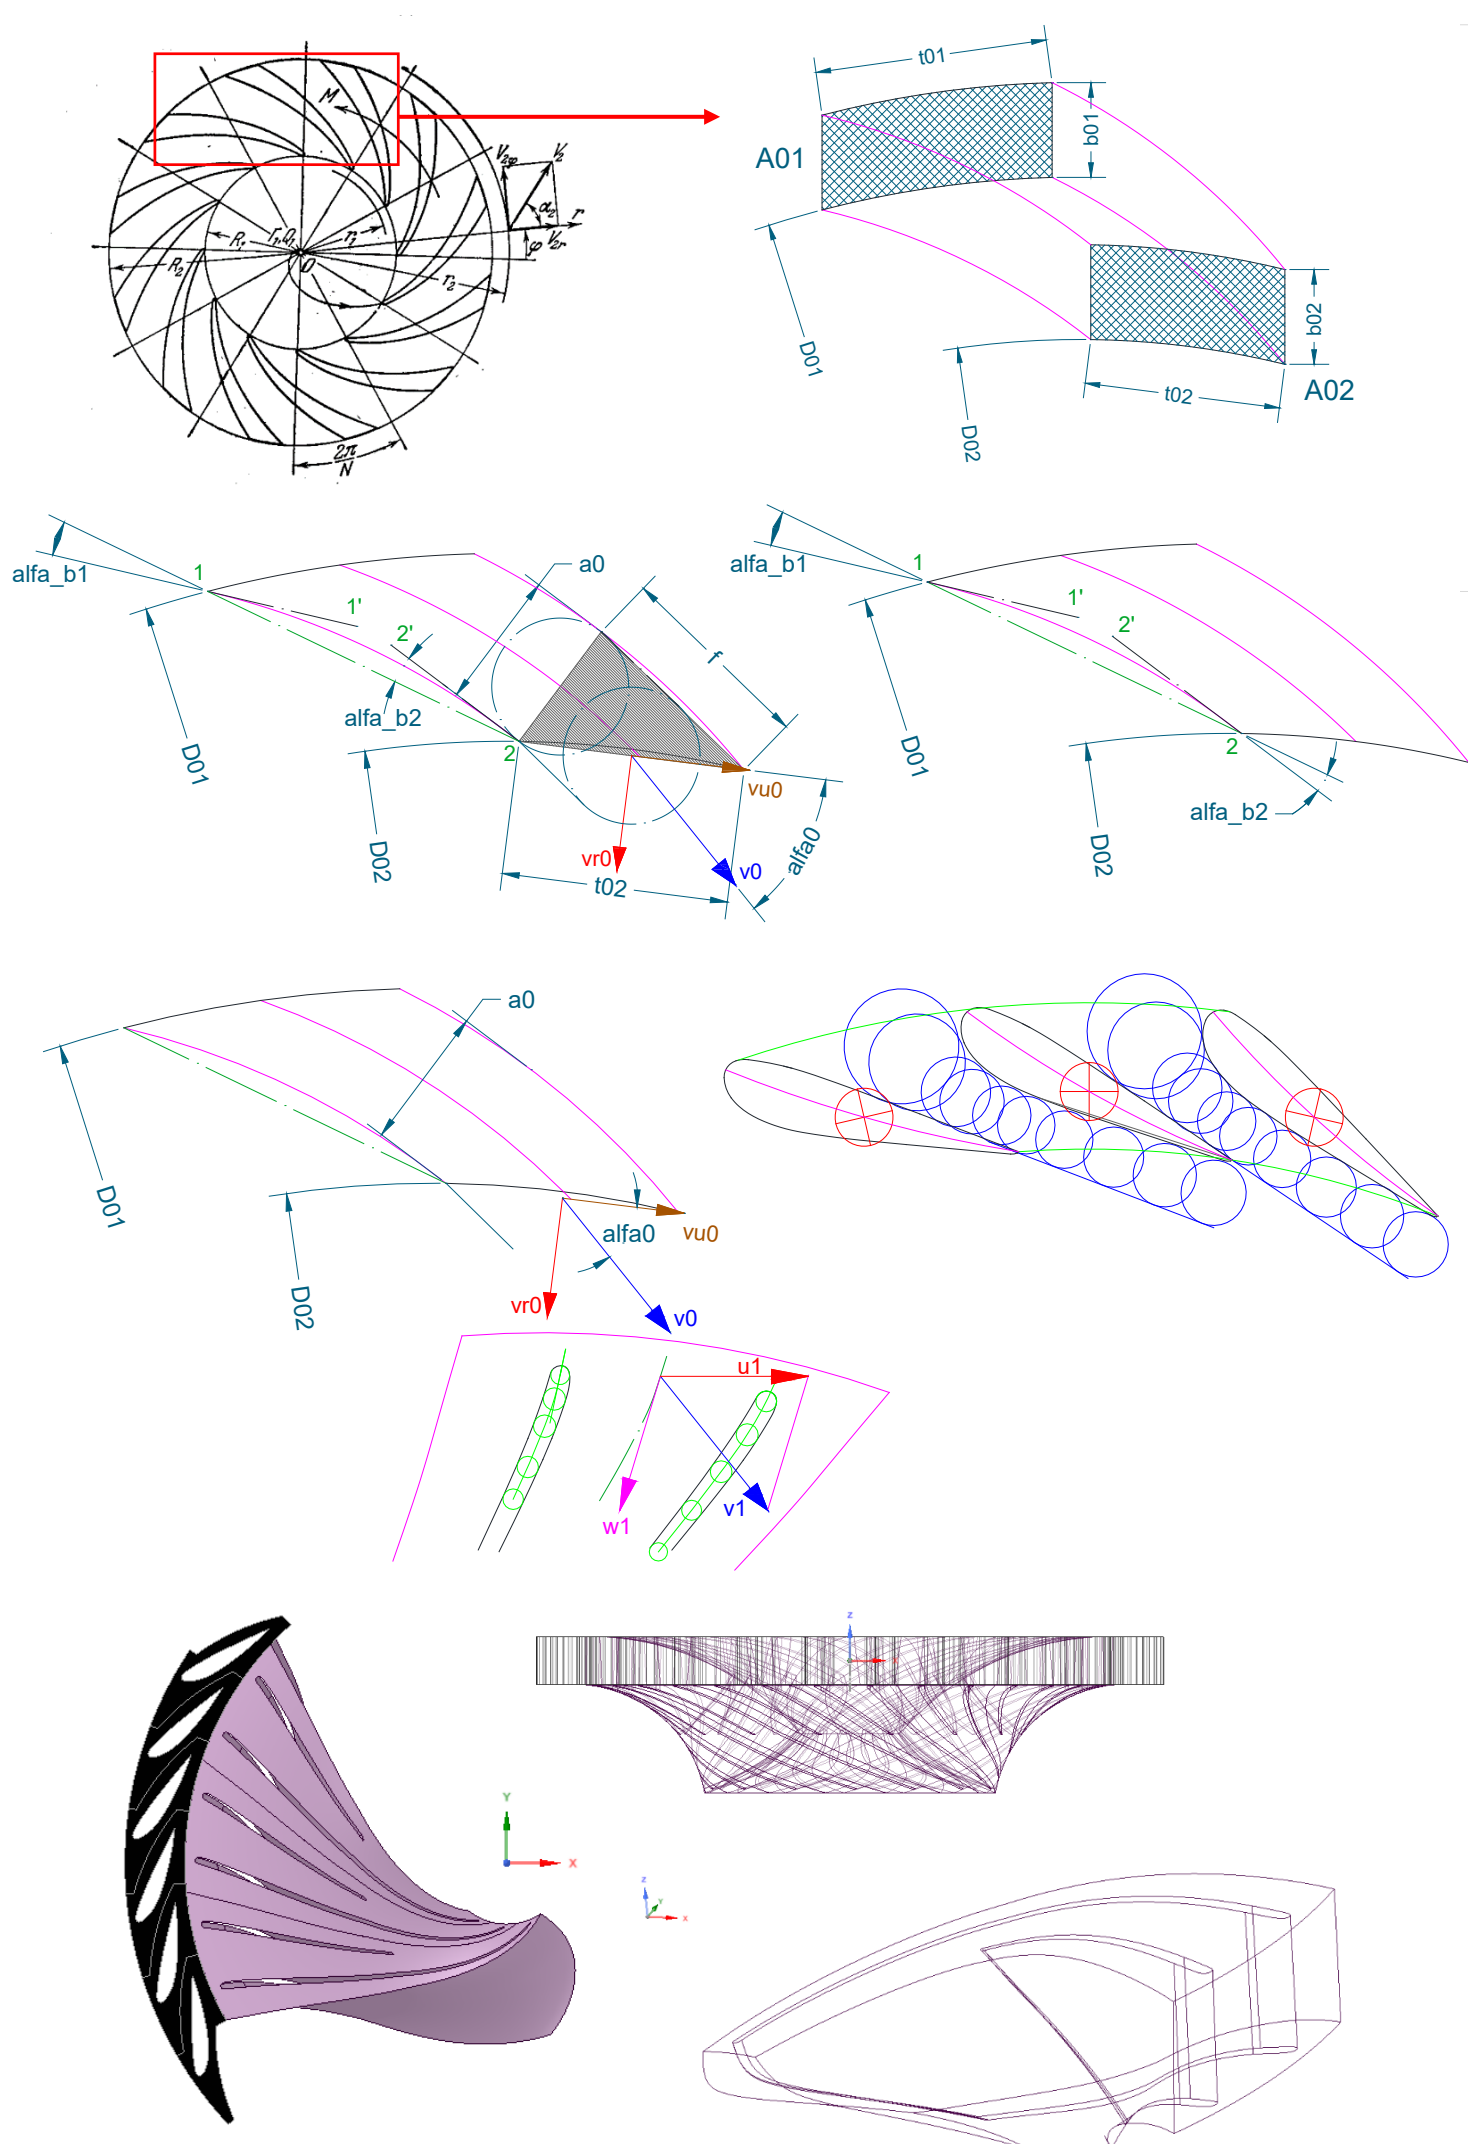 t01
A01
b01
D01
b02
A02
t02
D02
M
V2φ
V2
α2
r
V2r
φ
R1
r1
O
R2
r2
2π
N
alfa_b1
1
1'
2'
a0
f
alfa_b2
D01
2
D02
vu0
vr0
v0
t02
alfa0
alfa_b1
1
1'
2'
D01
2
alfa_b2
D02
a0
D01
D02
alfa0
vu0
vr0
v0
u1
v1
w1
z
x
Y
X
z
Y
x